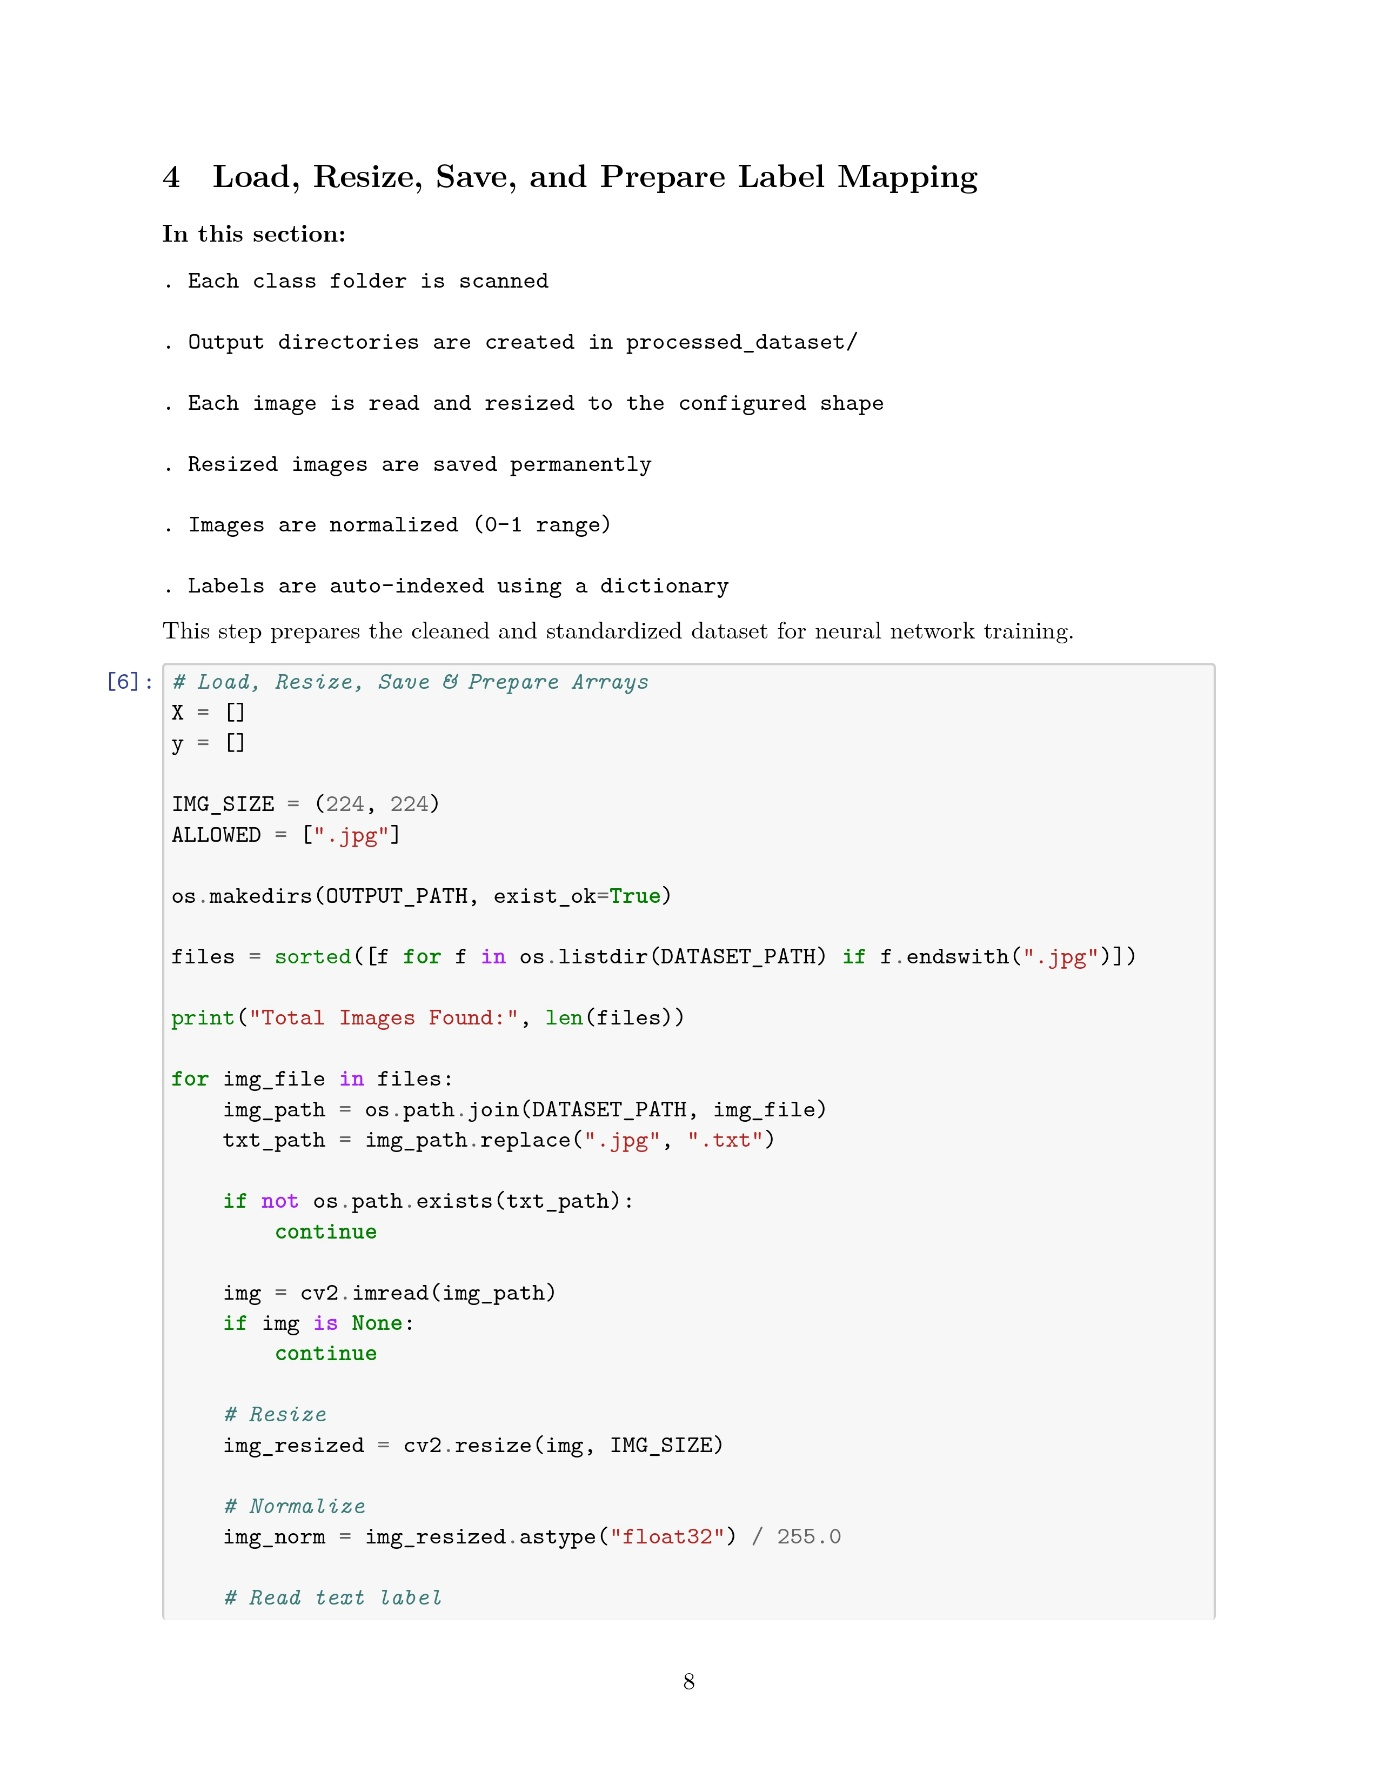 4 Load, Resize, Save, and Prepare Label Mapping
In this section:
. Each class folder is scanned
. Output directories are created in processed_dataset/
. Each image is read and resized to the configured shape
. Resized images are saved permanently
. Images are normalized (0-1 range)
. Labels are auto-indexed using a dictionary
This step prepares the cleaned and standardized dataset for neural network training.
[6]: # Load, Resize, Save & Prepare Arrays
X = []
y = []
IMG_SIZE = (224, 224)
ALLOWED = [".jpg"]
os.makedirs(OUTPUT_PATH, exist_ok=True)
files = sorted([f for f in os.listdir(DATASET_PATH) if f.endswith(".jpg")])
print("Total Images Found:", len(files))
for img_file in files:
    img_path = os.path.join(DATASET_PATH, img_file)
    txt_path = img_path.replace(".jpg", ".txt")
    if not os.path.exists(txt_path):
        continue
    img = cv2.imread(img_path)
    if img is None:
        continue
    # Resize
    img_resized = cv2.resize(img, IMG_SIZE)
    # Normalize
    img_norm = img_resized.astype("float32") / 255.0
    # Read text label
8